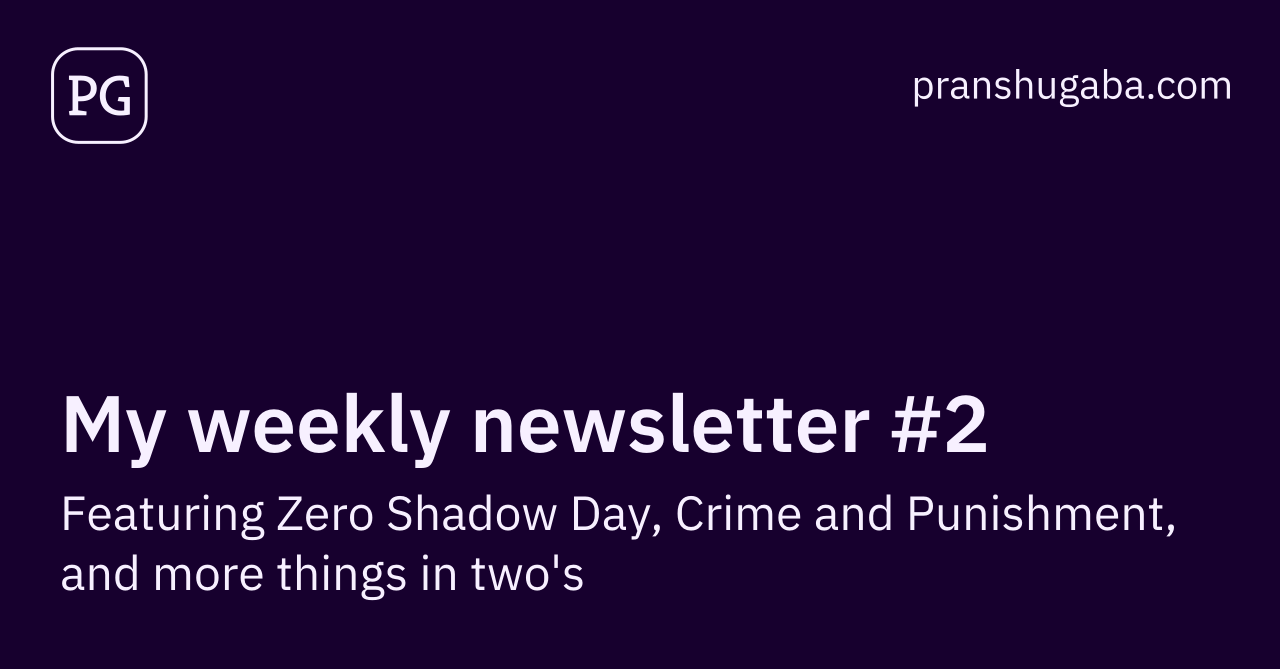 PG
pranshugaba.com
My weekly newsletter #2
Featuring Zero Shadow Day, Crime and Punishment,
and more things in two's